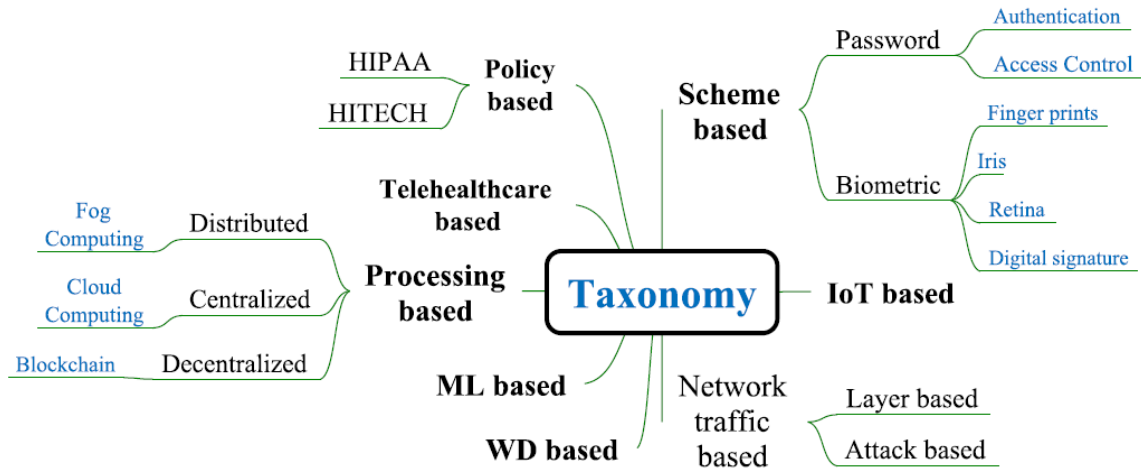 Taxonomy
Policy
based
HIPAA
HITECH
Telehealthcare
based
Processing
based
Distributed
Fog
Computing
Centralized
Cloud
Computing
Decentralized
Blockchain
ML based
WD based
Scheme
based
Password
Authentication
Access Control
Biometric
Finger prints
Iris
Retina
Digital signature
IoT based
Network
traffic
based
Layer based
Attack based